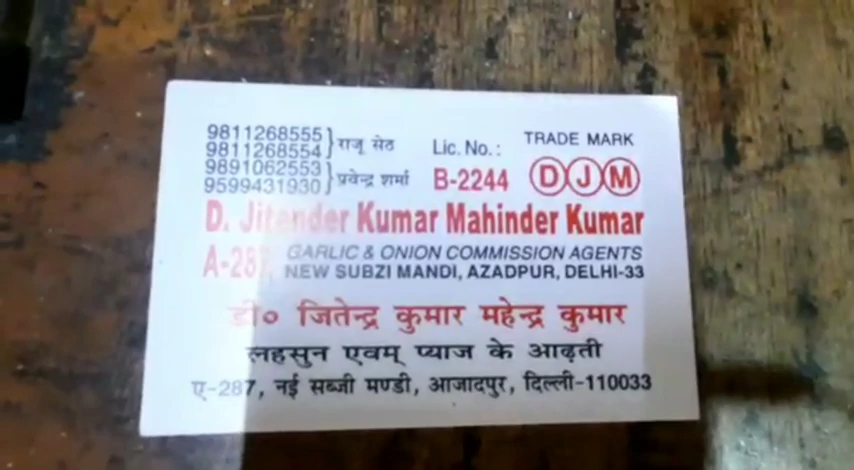 9811268555
9811268554 } राजू सेठ
9891062553
9599431930 } प्रवेन्द्र शर्मा
Lic. No.:
B-2244
TRADE MARK
D J M
D. Jitender Kumar Mahinder Kumar
A-287, GARLIC & ONION COMMISSION AGENTS
NEW SUBZI MANDI, AZADPUR, DELHI-33
डी० जितेन्द्र कुमार महेन्द्र कुमार
लहसुन एवम् प्याज के आढ़ती
ए-287, नई सब्जी मण्डी, आजादपुर, दिल्ली-110033